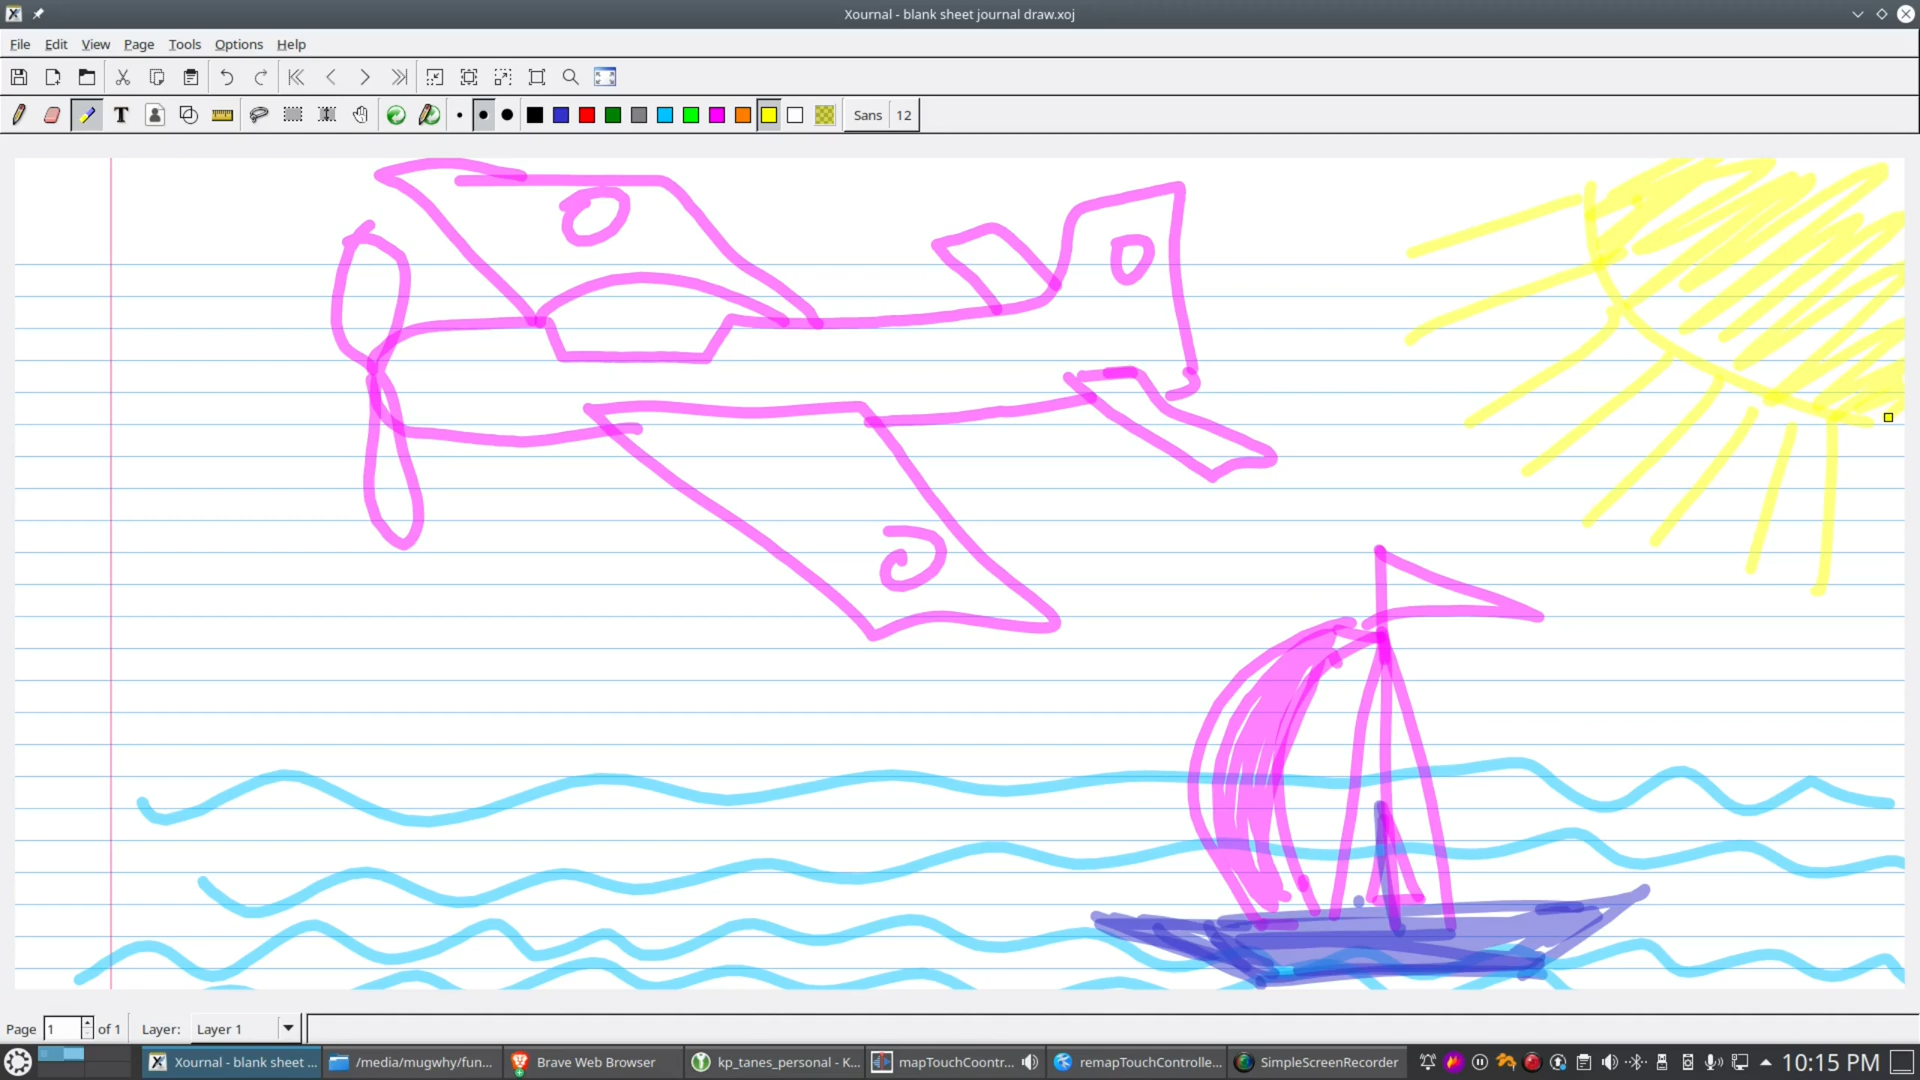 Xournal - blank sheet journal draw.xoj
File Edit View Page Tools Options Help
T Sans 12
Page 1 of 1 Layer: Layer 1
Xournal - blank sheet ... /media/mugwhy/fun... Brave Web Browser kp_tanes_personal - K... mapTouchCoontr... remapTouchControlle... SimpleScreenRecorder 10:15 PM